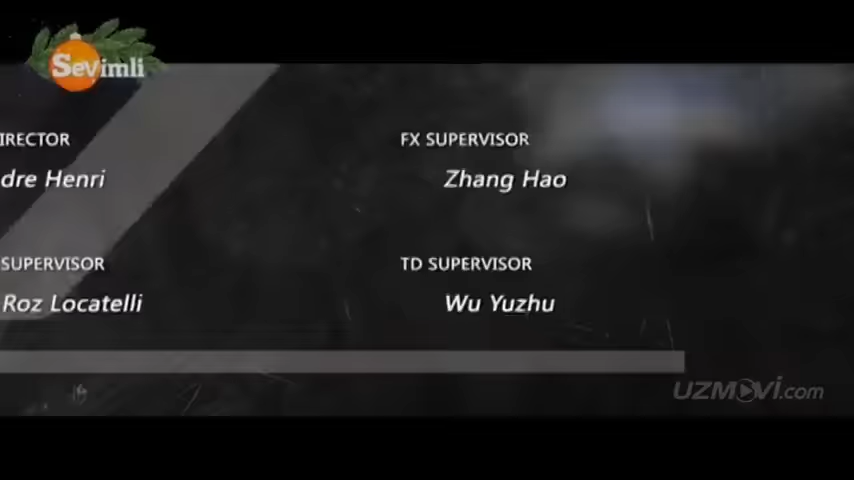 Sevimli
IRECTOR
dre Henri
FX SUPERVISOR
Zhang Hao
SUPERVISOR
Roz Locatelli
TD SUPERVISOR
Wu Yuzhu
UZMOVi.com